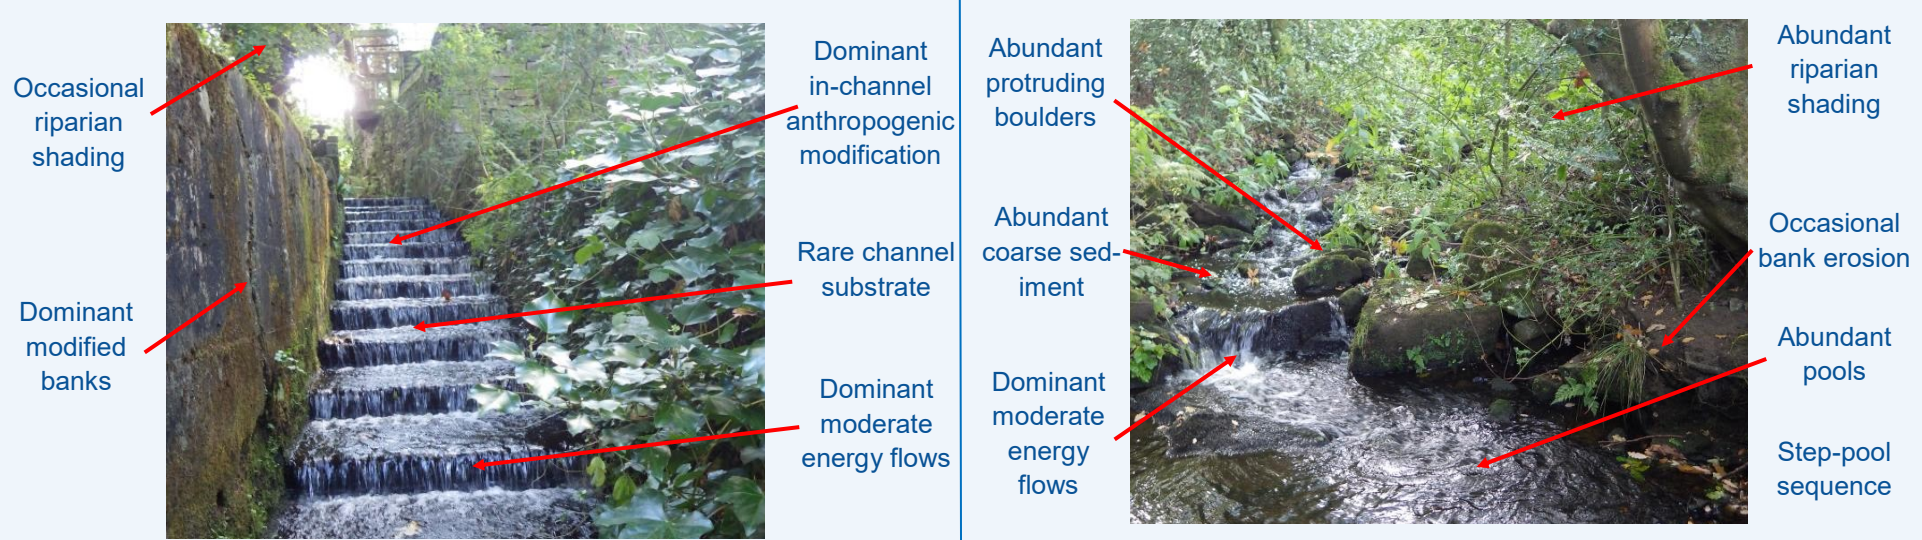 Occasional
riparian
shading
Dominant
modified
banks
Dominant
in-channel
anthropogenic
modification
Rare channel
substrate
Dominant
moderate
energy flows
Abundant
protruding
boulders
Abundant
coarse sed-
iment
Dominant
moderate
energy
flows
Abundant
riparian
shading
Occasional
bank erosion
Abundant
pools
Step-pool
sequence